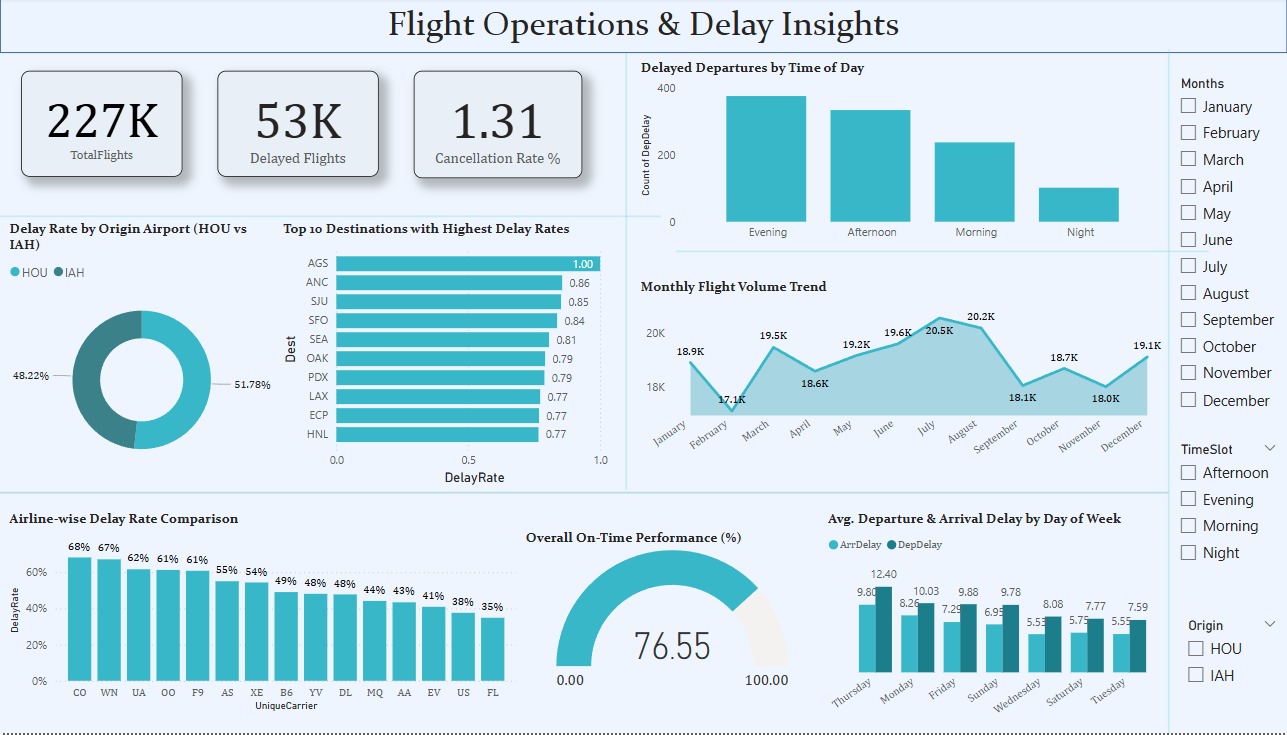 Flight Operations & Delay Insights
227K
TotalFlights
53K
Delayed Flights
1.31
Cancellation Rate %
Delayed Departures by Time of Day
Count of DepDelay
400
200
0
Evening
Afternoon
Morning
Night
Months
January
February
March
April
May
June
July
August
September
October
November
December
TimeSlot
Afternoon
Evening
Morning
Night
Origin
HOU
IAH
Delay Rate by Origin Airport (HOU vs
IAH)
HOU
IAH
48.22%
51.78%
Top 10 Destinations with Highest Delay Rates
Dest
AGS 1.00
ANC 0.86
SJU 0.85
SFO 0.84
SEA 0.81
OAK 0.79
PDX 0.79
LAX 0.77
ECP 0.77
HNL 0.77
0.0 0.5 1.0
DelayRate
Monthly Flight Volume Trend
20K
18K
18.9K
17.1K
19.5K
18.6K
19.2K
19.6K
20.5K
20.2K
18.1K
18.7K
18.0K
19.1K
January
February
March
April
May
June
July
August
September
October
November
December
Airline-wise Delay Rate Comparison
DelayRate
60%
40%
20%
0%
68% 67% 62% 61% 61% 55% 54% 49% 48% 48% 44% 43% 41% 38% 35%
CO WN UA OO F9 AS XE B6 YV DL MQ AA EV US FL
UniqueCarrier
Overall On-Time Performance (%)
76.55
0.00
100.00
Avg. Departure & Arrival Delay by Day of Week
ArrDelay DepDelay
9.80 12.40
8.26 10.03
7.29 9.88
6.95 9.78
5.53 8.08
5.75 7.77
5.55 7.59
Thursday
Monday
Friday
Sunday
Wednesday
Saturday
Tuesday